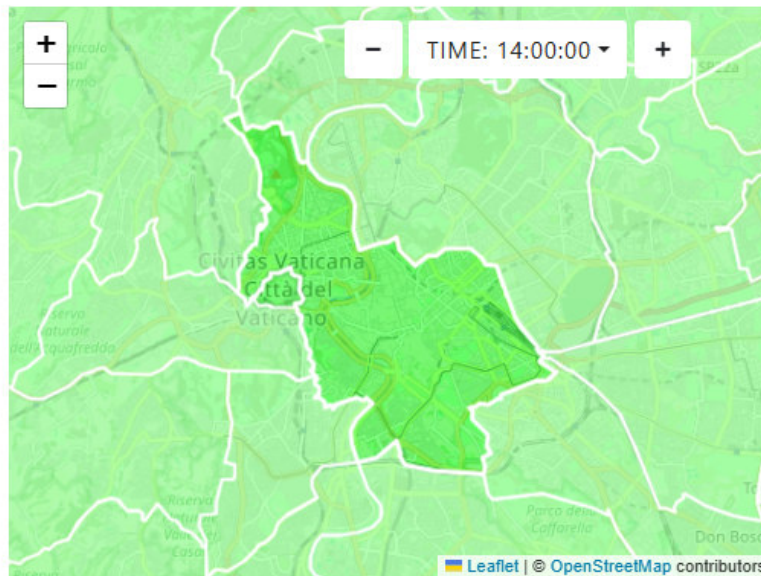 +
−
−
TIME: 14:00:00
+
Civitas Vaticana
Città del
Vaticano
Riserva
Naturale
dell'Acquafredda
Riserva
Parco della
Caffarella
Don Bosc
Leaflet | © OpenStreetMap contributors